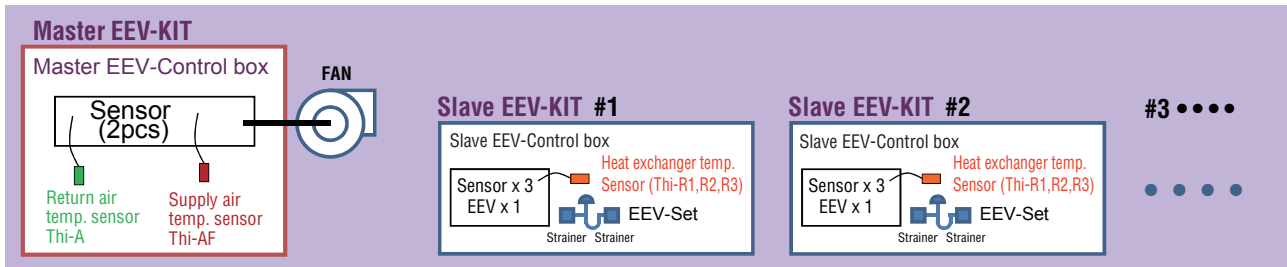 Master EEV-KIT
Master EEV-Control box
Sensor
(2pcs)
Return air
temp. sensor
Thi-A
Supply air
temp. sensor
Thi-AF
FAN
Slave EEV-KIT #1
Slave EEV-Control box
Sensor x 3
EEV x 1
Heat exchanger temp.
Sensor (Thi-R1,R2,R3)
EEV-Set
Strainer Strainer
Slave EEV-KIT #2
Slave EEV-Control box
Sensor x 3
EEV x 1
Heat exchanger temp.
Sensor (Thi-R1,R2,R3)
EEV-Set
Strainer Strainer
#3 ••••